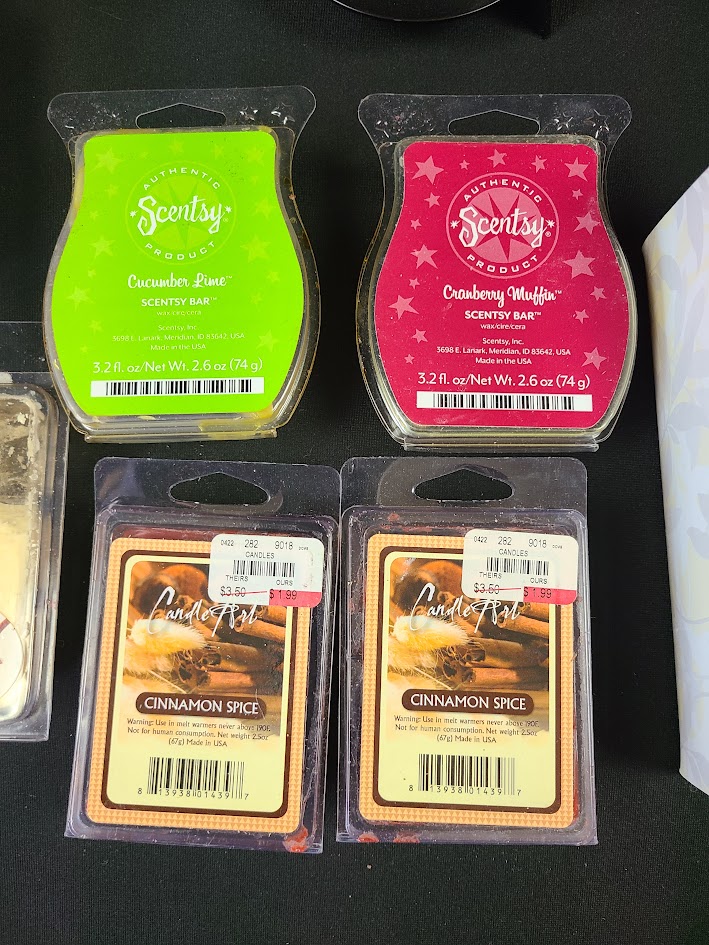 AUTHENTIC
Scentsy®
PRODUCT
Cucumber Lime™
SCENTSY BAR™
wax/cire/cera
Scentsy, Inc.
3698 E. Lanark, Meridian, ID 83642, USA
Made in the USA
3.2 fl. oz/Net Wt. 2.6 oz (74 g)
AUTHENTIC
Scentsy®
PRODUCT
Cranberry Muffin™
SCENTSY BAR™
wax/cire/cera
Scentsy, Inc.
3698 E. Lanark, Meridian, ID 83642, USA
Made in the USA
3.2 fl. oz/Net Wt. 2.6 oz (74 g)
0422 282 9018
CANDLES
THEIRS OURS
$3.50 $1.99
Candle Art
CINNAMON SPICE
Warning: Use in melt warmers never above 190F.
Not for human consumption. Net weight 2.5oz
(67g) Made in USA
8 13938 01439 7
0422 282 9018
CANDLES
THEIRS OURS
$3.50 $1.99
Candle Art
CINNAMON SPICE
Warning: Use in melt warmers never above 190F.
Not for human consumption. Net weight 2.5oz
(67g) Made in USA
8 13938 01439 7